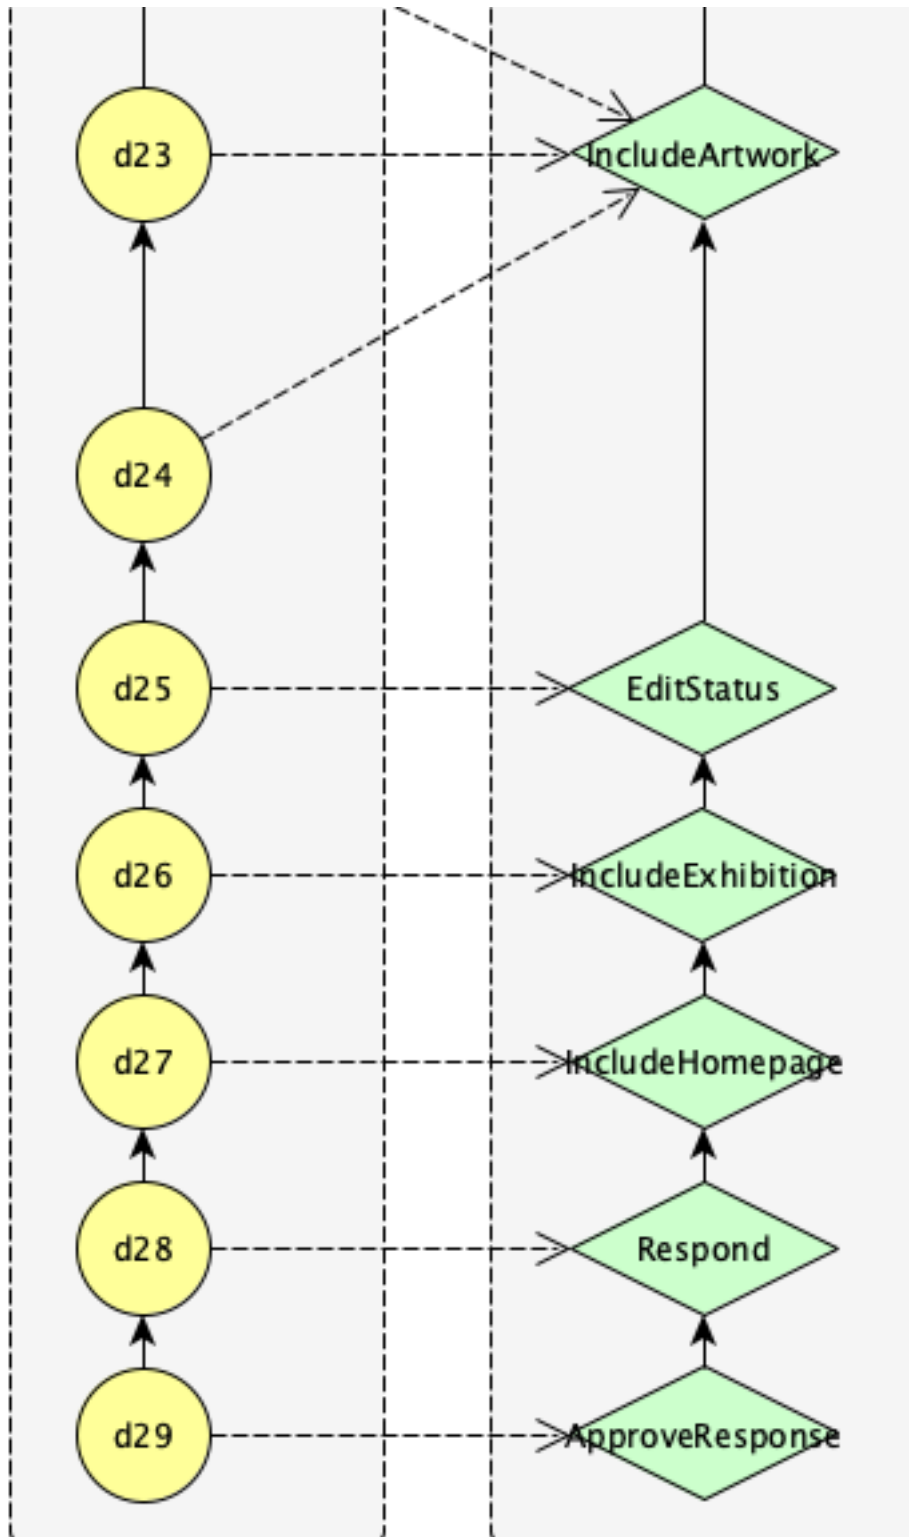 d23
IncludeArtwork
d24
d25
EditStatus
d26
IncludeExhibition
d27
IncludeHomepage
d28
Respond
d29
ApproveResponse